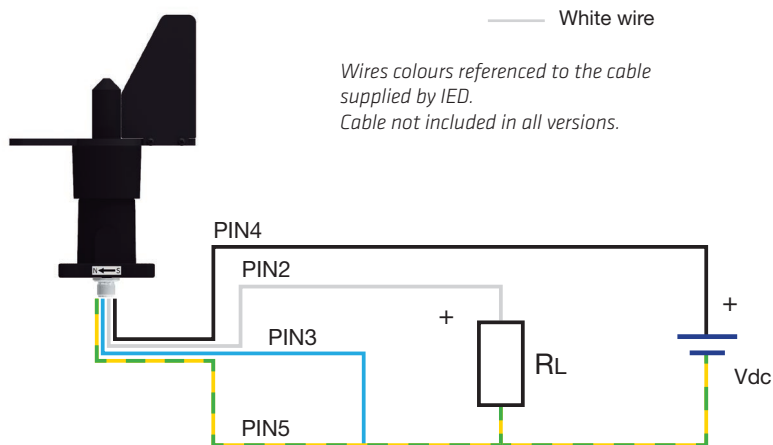 White wire
Wires colours referenced to the cable
supplied by IED.
Cable not included in all versions.
PIN4
N S
PIN2
+
+
PIN3
RL
Vdc
PIN5